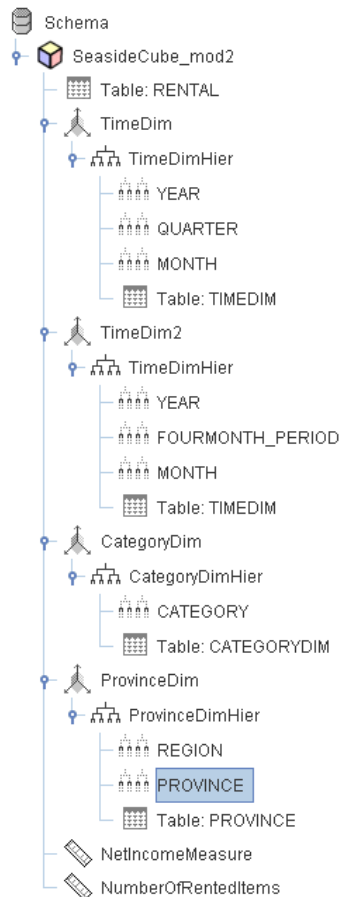 Schema
SeasideCube_mod2
Table: RENTAL
TimeDim
TimeDimHier
YEAR
QUARTER
MONTH
Table: TIMEDIM
TimeDim2
TimeDimHier
YEAR
FOURMONTH_PERIOD
MONTH
Table: TIMEDIM
CategoryDim
CategoryDimHier
CATEGORY
Table: CATEGORYDIM
ProvinceDim
ProvinceDimHier
REGION
PROVINCE
Table: PROVINCE
NetIncomeMeasure
NumberOfRentedItems